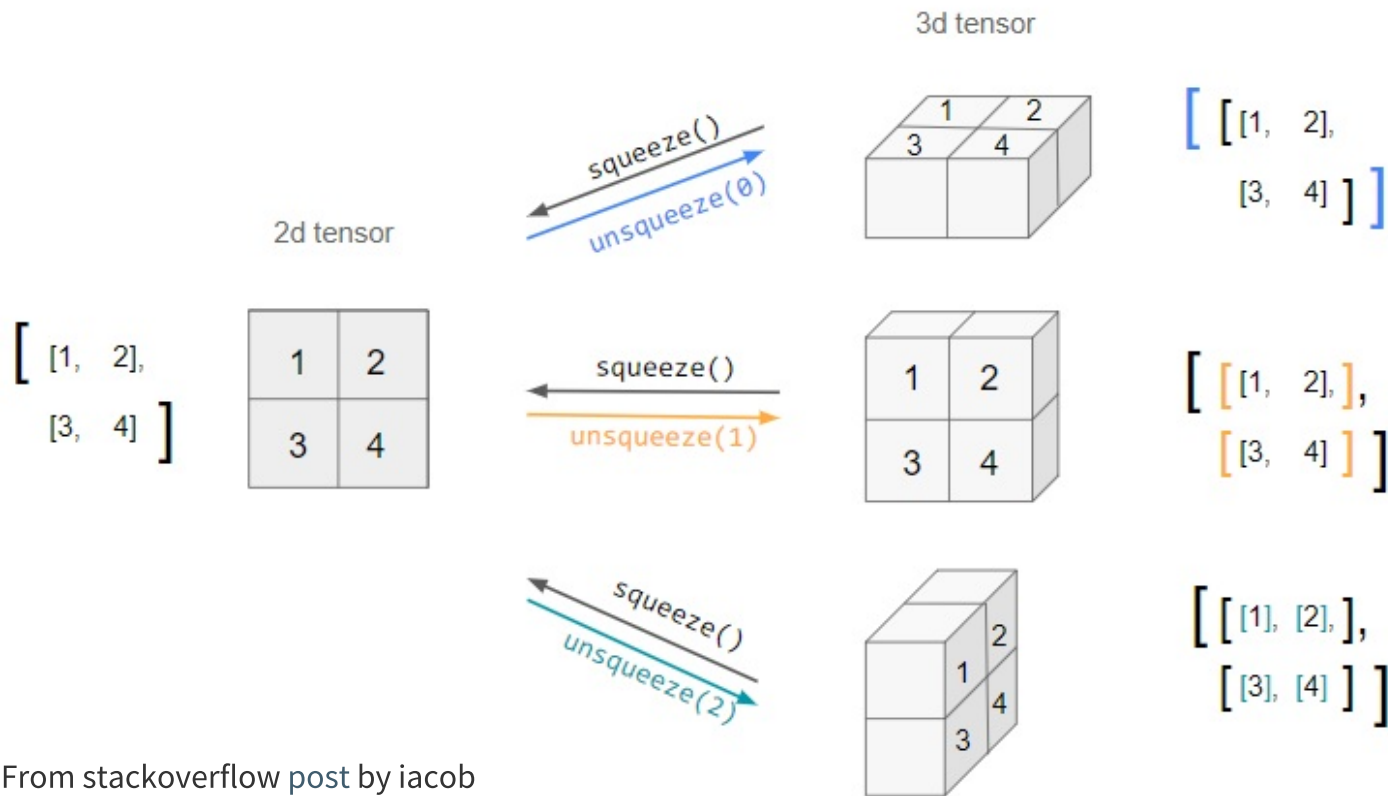 3d tensor
squeeze()
unsqueeze(0)
1 2
3 4
[ [ [1, 2],
[3, 4] ] ]
2d tensor
[ [1, 2],
[3, 4] ]
1 2
3 4
squeeze()
unsqueeze(1)
1 2
3 4
[ [ [1, 2], ],
[ [3, 4] ] ]
squeeze()
unsqueeze(2)
1 2
3 4
[ [ [1], [2], ],
[ [3], [4] ] ]
From stackoverflow post by iacob